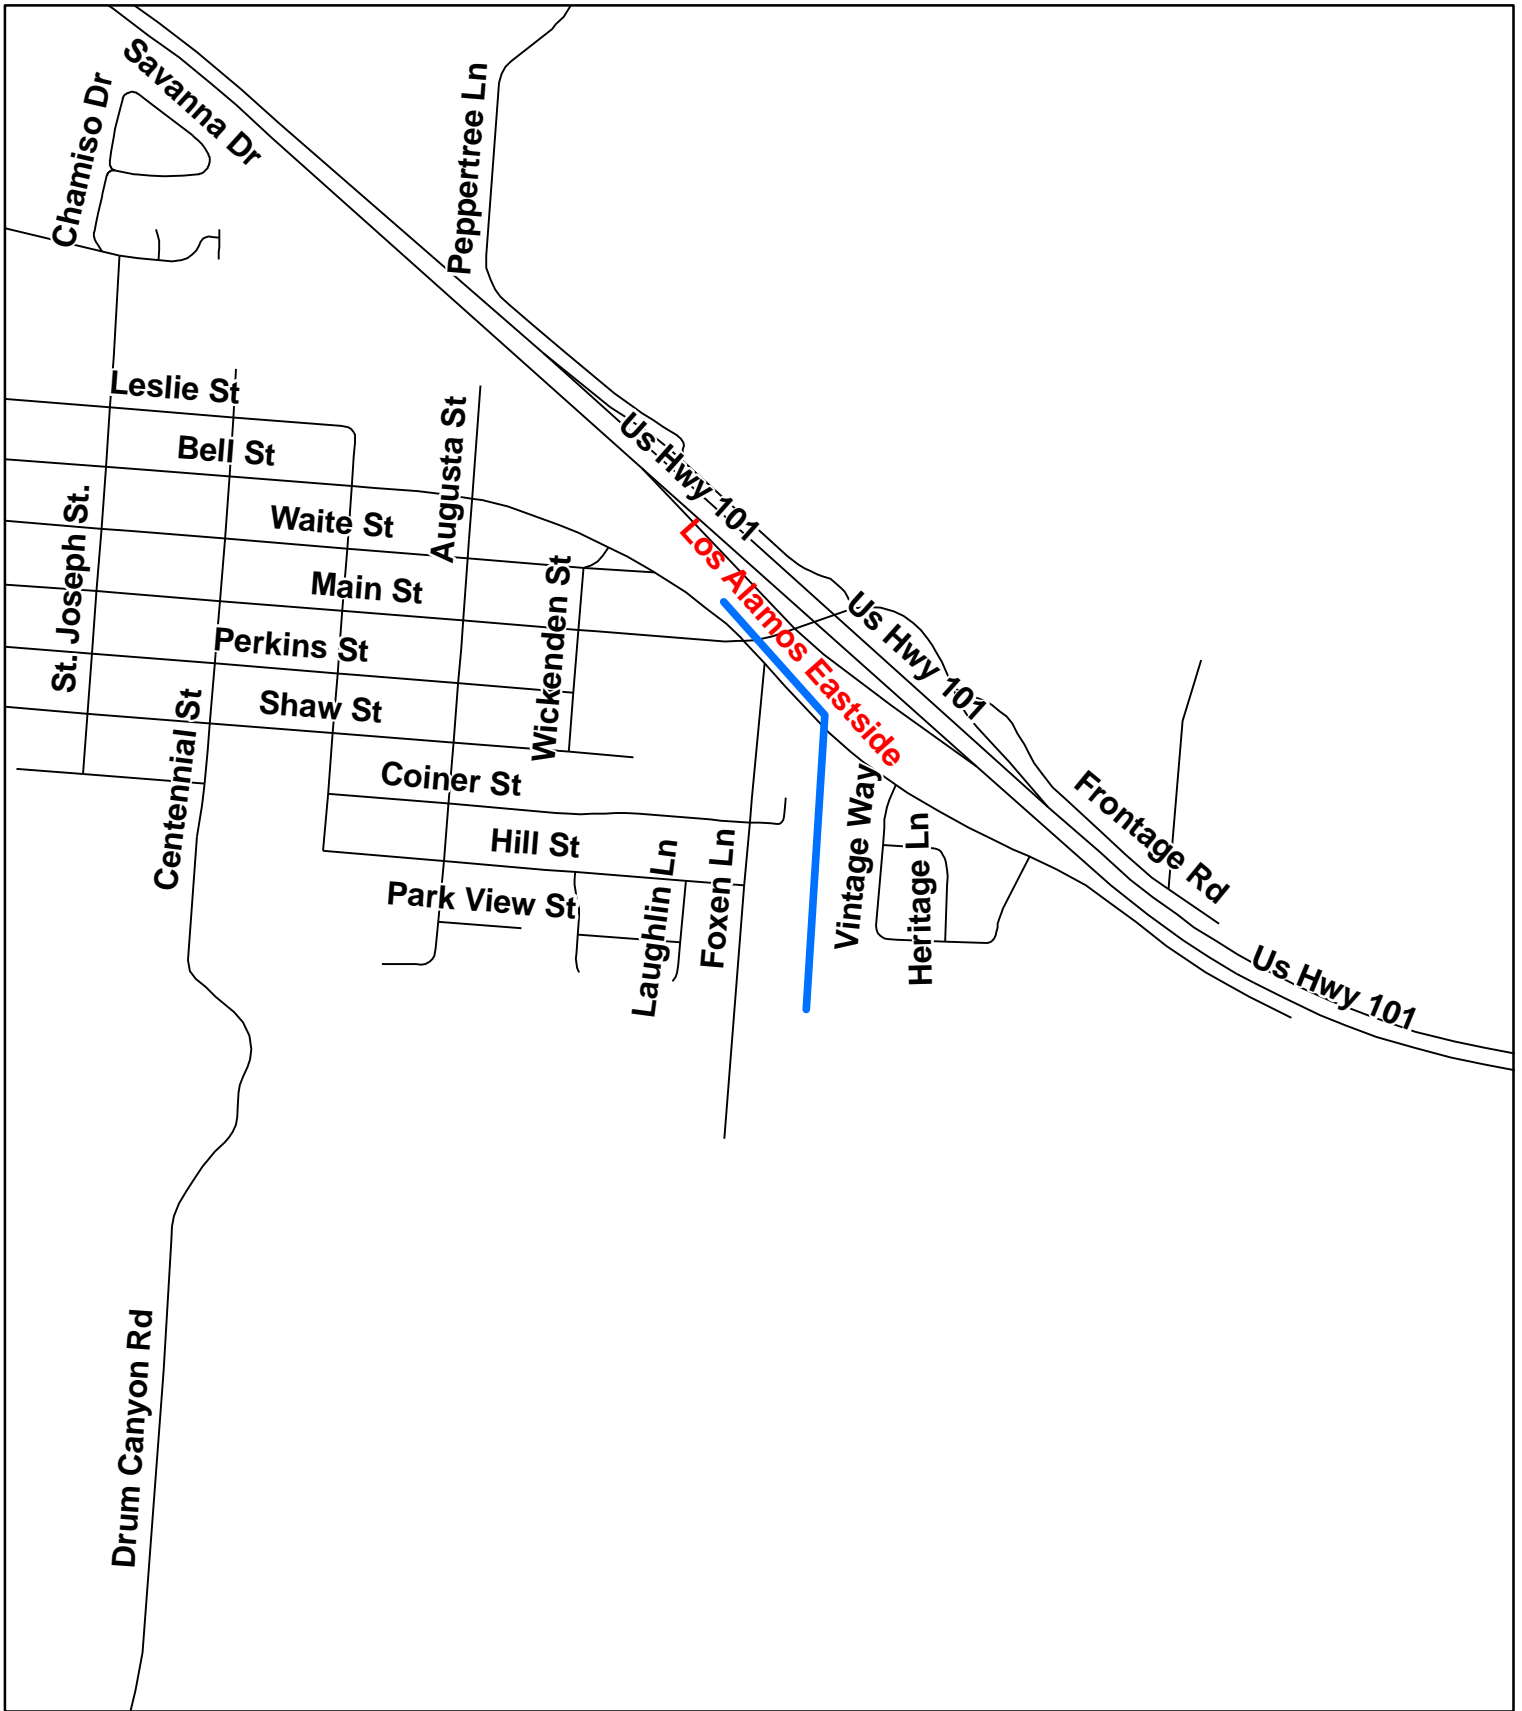 Savanna Dr
Chamiso Dr
Peppertree Ln
Leslie St
Bell St
Augusta St
Us Hwy 101
St. Joseph St.
Waite St
Los Alamos Eastside
Main St
Wickenden St
Us Hwy 101
Perkins St
Shaw St
Centennial St
Coiner St
Vintage Way
Frontage Rd
Hill St
Heritage Ln
Laughlin Ln
Foxen Ln
Park View St
Us Hwy 101
Drum Canyon Rd